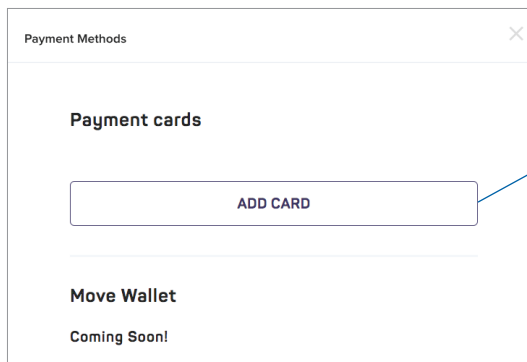 Payment Methods
Payment cards
ADD CARD
Move Wallet
Coming Soon!